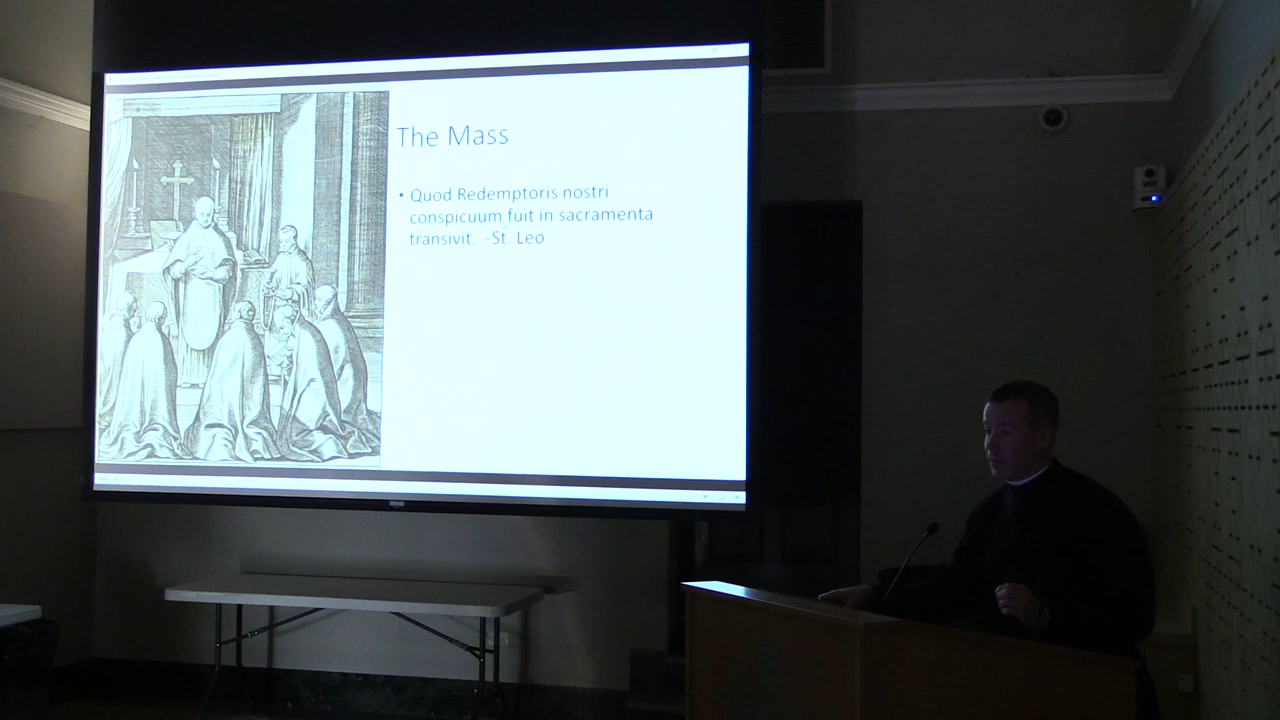 The Mass
• Quod Redemptoris nostri
conspicuum fuit in sacramenta
transivit. -St. Leo